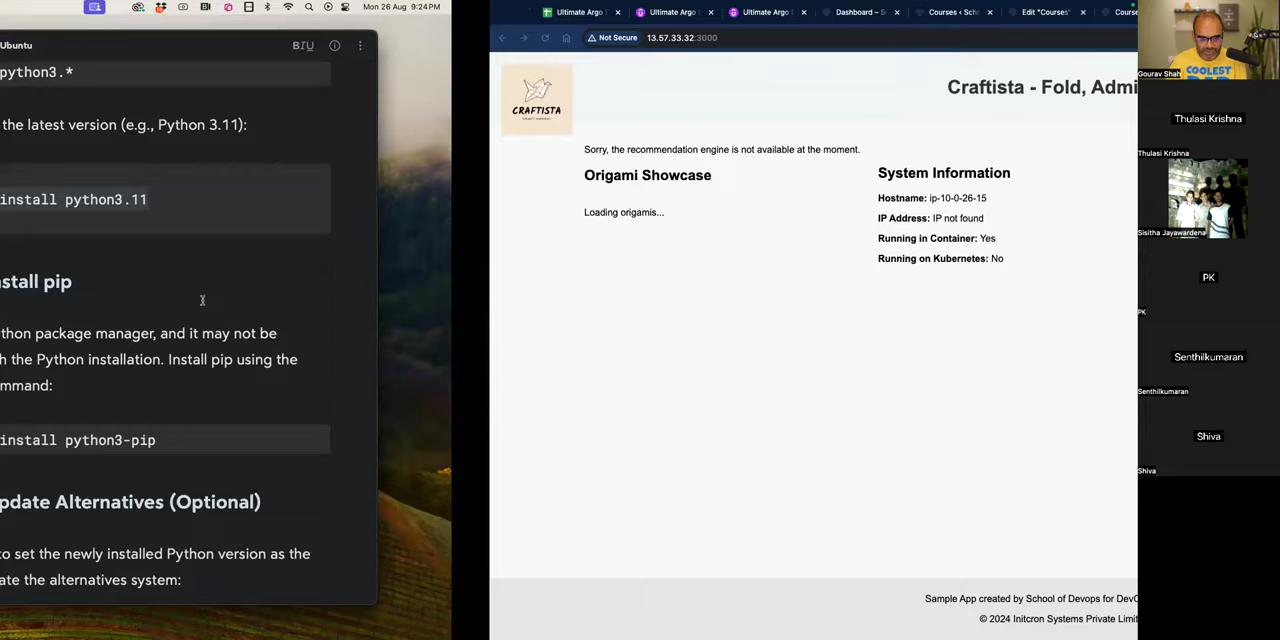 Mon 26 Aug 9:24 PM
Ubuntu
BIU
python3.*
the latest version (e.g., Python 3.11):
install python3.11
nstall pip
thon package manager, and it may not be
h the Python installation. Install pip using the
mmand:
install python3-pip
pdate Alternatives (Optional)
to set the newly installed Python version as the
ate the alternatives system:
Ultimate Argo
Ultimate Argo
Ultimate Argo
Dashboard – S
Courses ‹ Sch
Edit "Courses"
Course
Not Secure 13.57.33.32:3000
CRAFTISTA
Craftista - Fold, Admi
Sorry, the recommendation engine is not available at the moment.
Origami Showcase
Loading origamis...
System Information
Hostname: ip-10-0-26-15
IP Address: IP not found
Running in Container: Yes
Running on Kubernetes: No
Sample App created by School of Devops for DevO
© 2024 Initcron Systems Private Limit
COOLEST
Gourav Shah
Thulasi Krishna
Thulasi Krishna
Sisitha Jayawardena
PK
PK
Senthilkumaran
Senthilkumaran
Shiva
Shiva